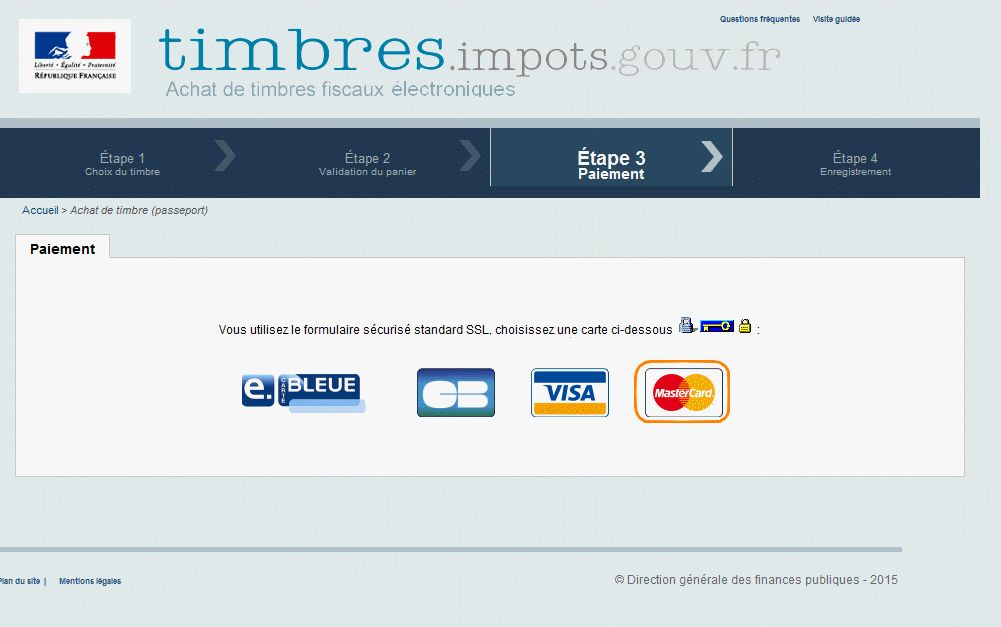 Questions fréquentes Visite guidée
timbres.impots.gouv.fr
Liberté • Égalité • Fraternité
RÉPUBLIQUE FRANÇAISE
Achat de timbres fiscaux électroniques
Étape 1
Choix du timbre
Étape 2
Validation du panier
Étape 3
Paiement
Étape 4
Enregistrement
Accueil > Achat de timbre (passeport)
Paiement
Vous utilisez le formulaire sécurisé standard SSL, choisissez une carte ci-dessous :
e. CARTE BLEUE
CB
VISA
MasterCard
Plan du site | Mentions légales
© Direction générale des finances publiques - 2015